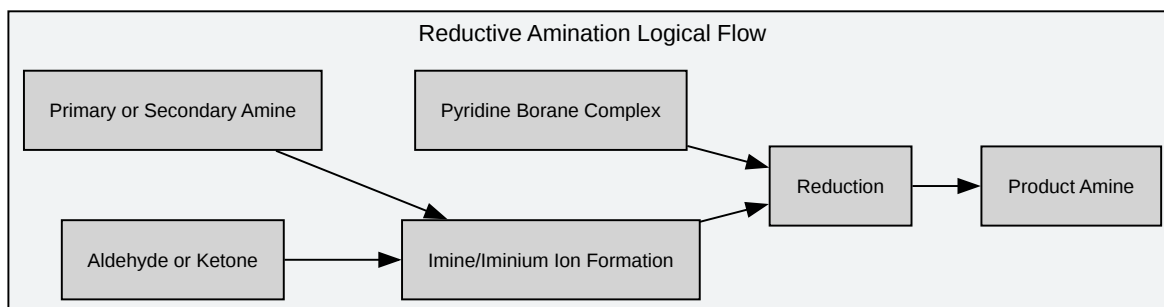 Reductive Amination Logical Flow
Primary or Secondary Amine
Pyridine Borane Complex
Reduction
Product Amine
Aldehyde or Ketone
Imine/Iminium Ion Formation